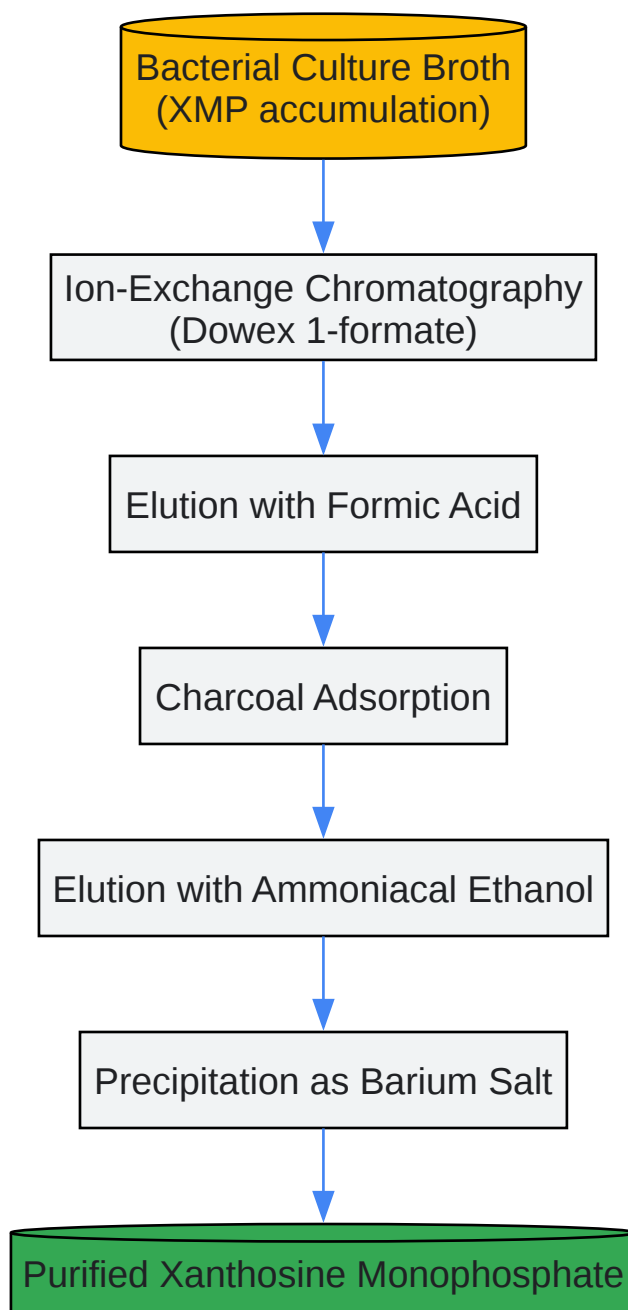 Bacterial Culture Broth
(XMP accumulation)
Ion-Exchange Chromatography
(Dowex 1-formate)
Elution with Formic Acid
Charcoal Adsorption
Elution with Ammoniacal Ethanol
Precipitation as Barium Salt
Purified Xanthosine Monophosphate